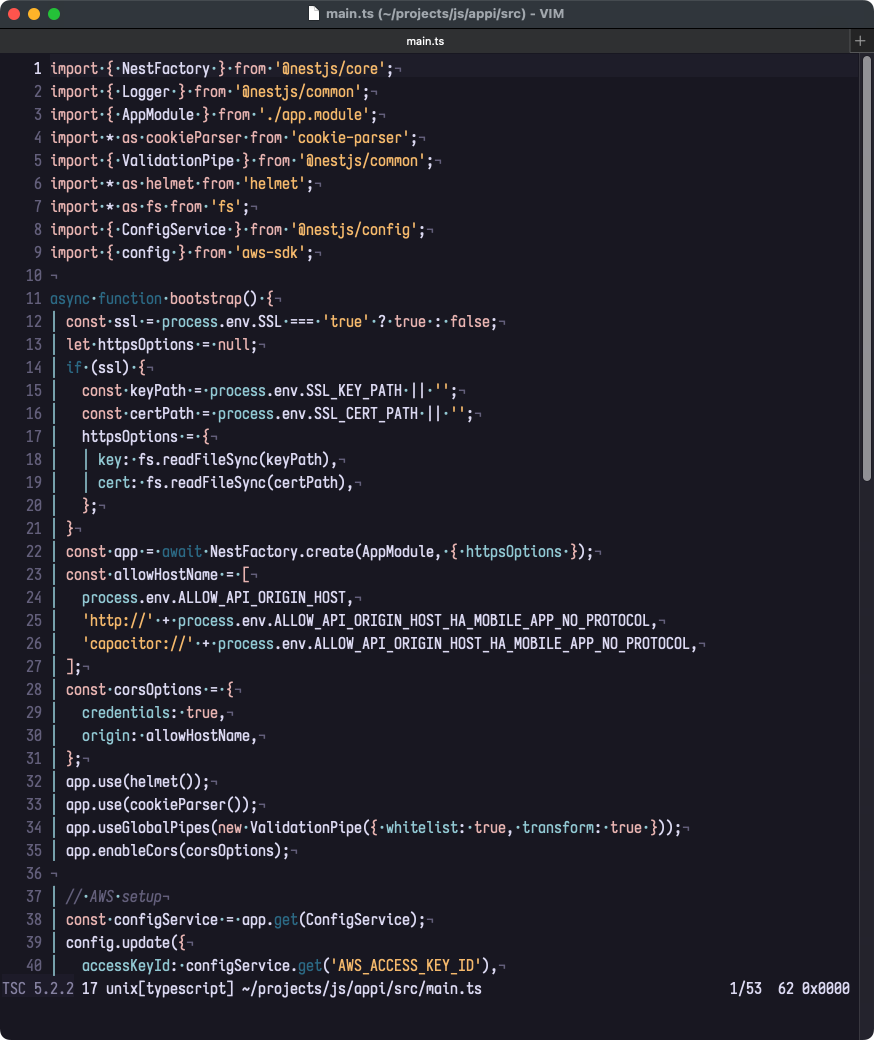 main.ts (~/projects/js/appi/src) - VIM
main.ts
1 import { NestFactory } from '@nestjs/core';¬
2 import { Logger } from '@nestjs/common';¬
3 import { AppModule } from './app.module';¬
4 import * as cookieParser from 'cookie-parser';¬
5 import { ValidationPipe } from '@nestjs/common';¬
6 import * as helmet from 'helmet';¬
7 import * as fs from 'fs';¬
8 import { ConfigService } from '@nestjs/config';¬
9 import { config } from 'aws-sdk';¬
10 ¬
11 async function bootstrap() {¬
12 | const ssl = process.env.SSL === 'true' ? true : false;¬
13 | let httpsOptions = null;¬
14 | if (ssl) {¬
15 | const keyPath = process.env.SSL_KEY_PATH || '';¬
16 | const certPath = process.env.SSL_CERT_PATH || '';¬
17 | httpsOptions = {¬
18 | | key: fs.readFileSync(keyPath),¬
19 | | cert: fs.readFileSync(certPath),¬
20 | };¬
21 | }¬
22 | const app = await NestFactory.create(AppModule, { httpsOptions });¬
23 | const allowHostName = [¬
24 | process.env.ALLOW_API_ORIGIN_HOST,¬
25 | 'http://' + process.env.ALLOW_API_ORIGIN_HOST_HA_MOBILE_APP_NO_PROTOCOL,¬
26 | 'capacitor://' + process.env.ALLOW_API_ORIGIN_HOST_HA_MOBILE_APP_NO_PROTOCOL,¬
27 | ];¬
28 | const corsOptions = {¬
29 | credentials: true,¬
30 | origin: allowHostName,¬
31 | };¬
32 | app.use(helmet());¬
33 | app.use(cookieParser());¬
34 | app.useGlobalPipes(new ValidationPipe({ whitelist: true, transform: true }));¬
35 | app.enableCors(corsOptions);¬
36 ¬
37 | // AWS setup¬
38 | const configService = app.get(ConfigService);¬
39 | config.update({¬
40 | accessKeyId: configService.get('AWS_ACCESS_KEY_ID'),¬
TSC 5.2.2 17 unix[typescript] ~/projects/js/appi/src/main.ts 1/53 62 0x0000